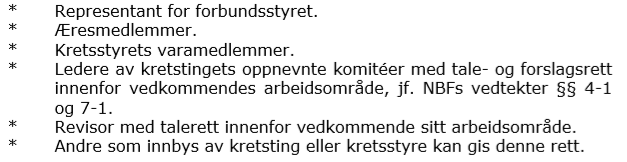 * Representant for forbundsstyret.
* Æresmedlemmer.
* Kretsstyrets varamedlemmer.
* Ledere av kretstingets oppnevnte komitéer med tale- og forslagsrett
innenfor vedkommendes arbeidsområde, jf. NBFs vedtekter §§ 4-1
og 7-1.
* Revisor med talerett innenfor vedkommende sitt arbeidsområde.
* Andre som innbys av kretsting eller kretsstyre kan gis denne rett.